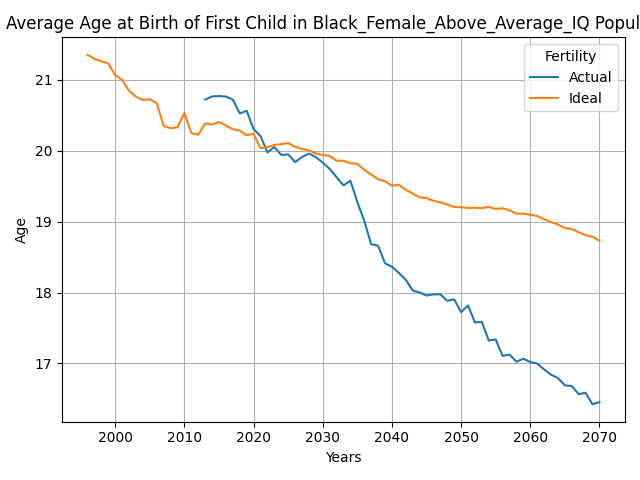 Average Age at Birth of First Child in Black_Female_Above_Average_IQ Popul
Fertility
Actual
Ideal
21
20
19
18
17
Age
2000 2010 2020 2030 2040 2050 2060 2070
Years